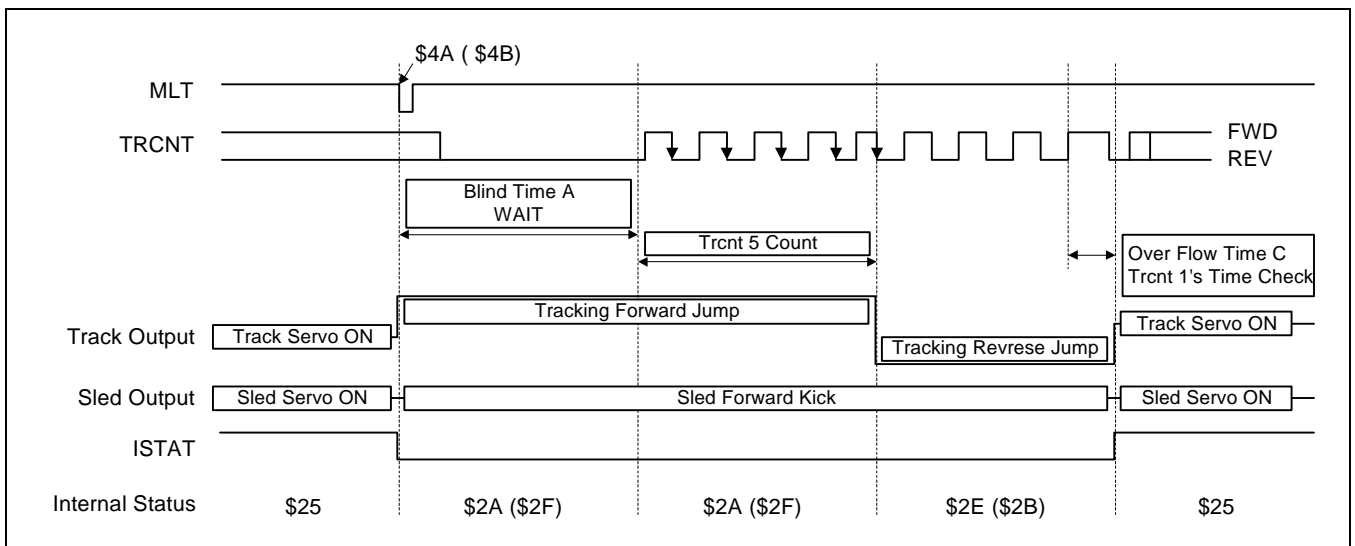 $4A ( $4B)
MLT
TRCNT
FWD
REV
Blind Time A
WAIT
Trcnt 5 Count
Over Flow Time C
Trcnt 1's Time Check
Tracking Forward Jump
Track Output
Track Servo ON
Tracking Revrese Jump
Track Servo ON
Sled Output
Sled Servo ON
Sled Forward Kick
Sled Servo ON
ISTAT
Internal Status
$25
$2A ($2F)
$2A ($2F)
$2E ($2B)
$25